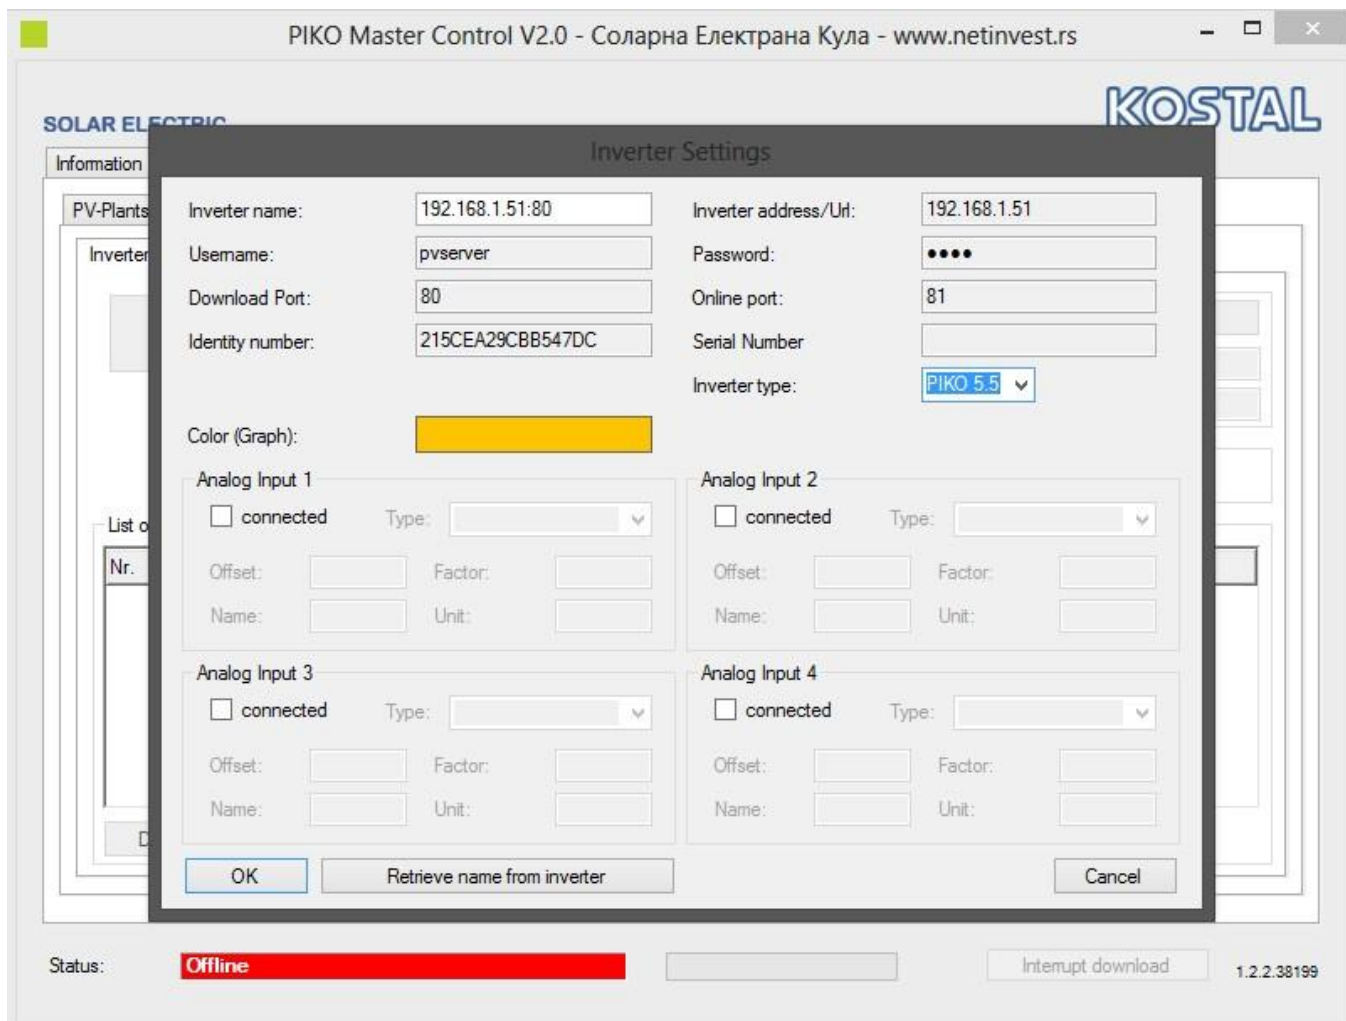 PIKO Master Control V2.0 - Соларна Електрана Кула - www.netinvest.rs
KOSTAL
SOLAR ELECTRIC
Inverter Settings
Information
PV-Plants
Inverter
Inverter name: 192.168.1.51:80 Inverter address/Url: 192.168.1.51
Username: pvserver Password: ••••
Download Port: 80 Online port: 81
Identity number: 215CEA29CBB547DC Serial Number
Inverter type: PIKO 5.5
Color (Graph):
Analog Input 1 Analog Input 2
connected Type: connected Type:
List o
Nr.
Offset: Factor: Offset: Factor:
Name: Unit: Name: Unit:
Analog Input 3 Analog Input 4
connected Type: connected Type:
Offset: Factor: Offset: Factor:
Name: Unit: Name: Unit:
D
OK Retrieve name from inverter Cancel
Status: Offline Interrupt download 1.2.2.38199